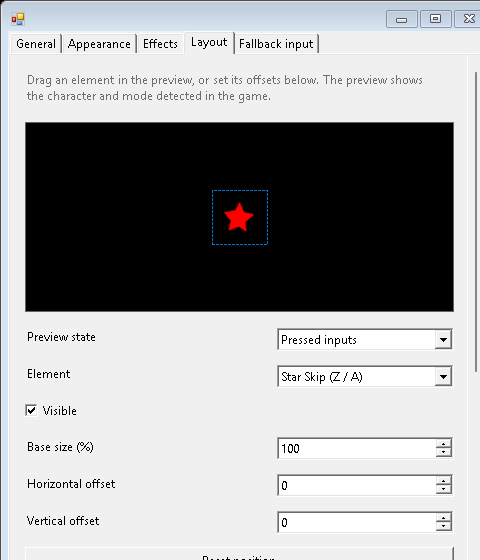 General Appearance Effects Layout Fallback input
Drag an element in the preview, or set its offsets below. The preview shows
the character and mode detected in the game.
Preview state Pressed inputs
Element Star Skip (Z / A)
Visible
Base size (%) 100
Horizontal offset 0
Vertical offset 0
Reset position